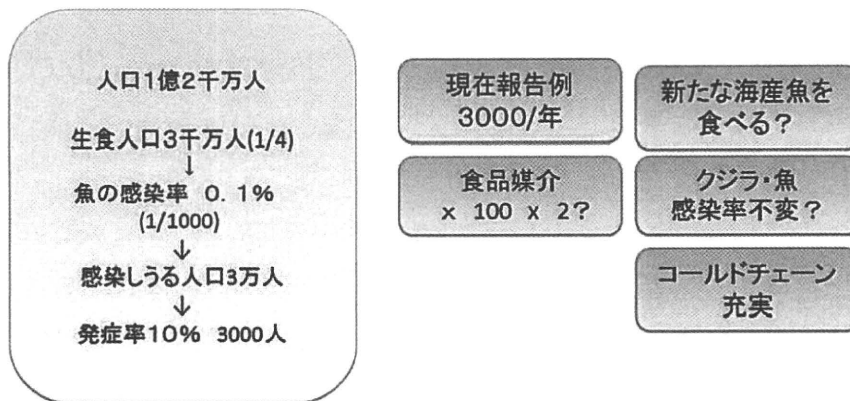 人口1億2千万人
生食人口3千万人(1/4)
↓
魚の感染率 0.1%
(1/1000)
↓
感染しうる人口3万人
↓
発症率10% 3000人
現在報告例
3000/年
食品媒介
x 100 x 2?
新たな海産魚を
食べる?
クジラ・魚
感染率不変?
コールドチェーン
充実